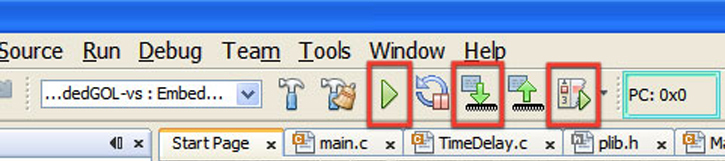 Source Run Debug Team Tools Window Help
...dedGOL-vs : Embed... PC: 0x0
Start Page main.c TimeDelay.c plib.h